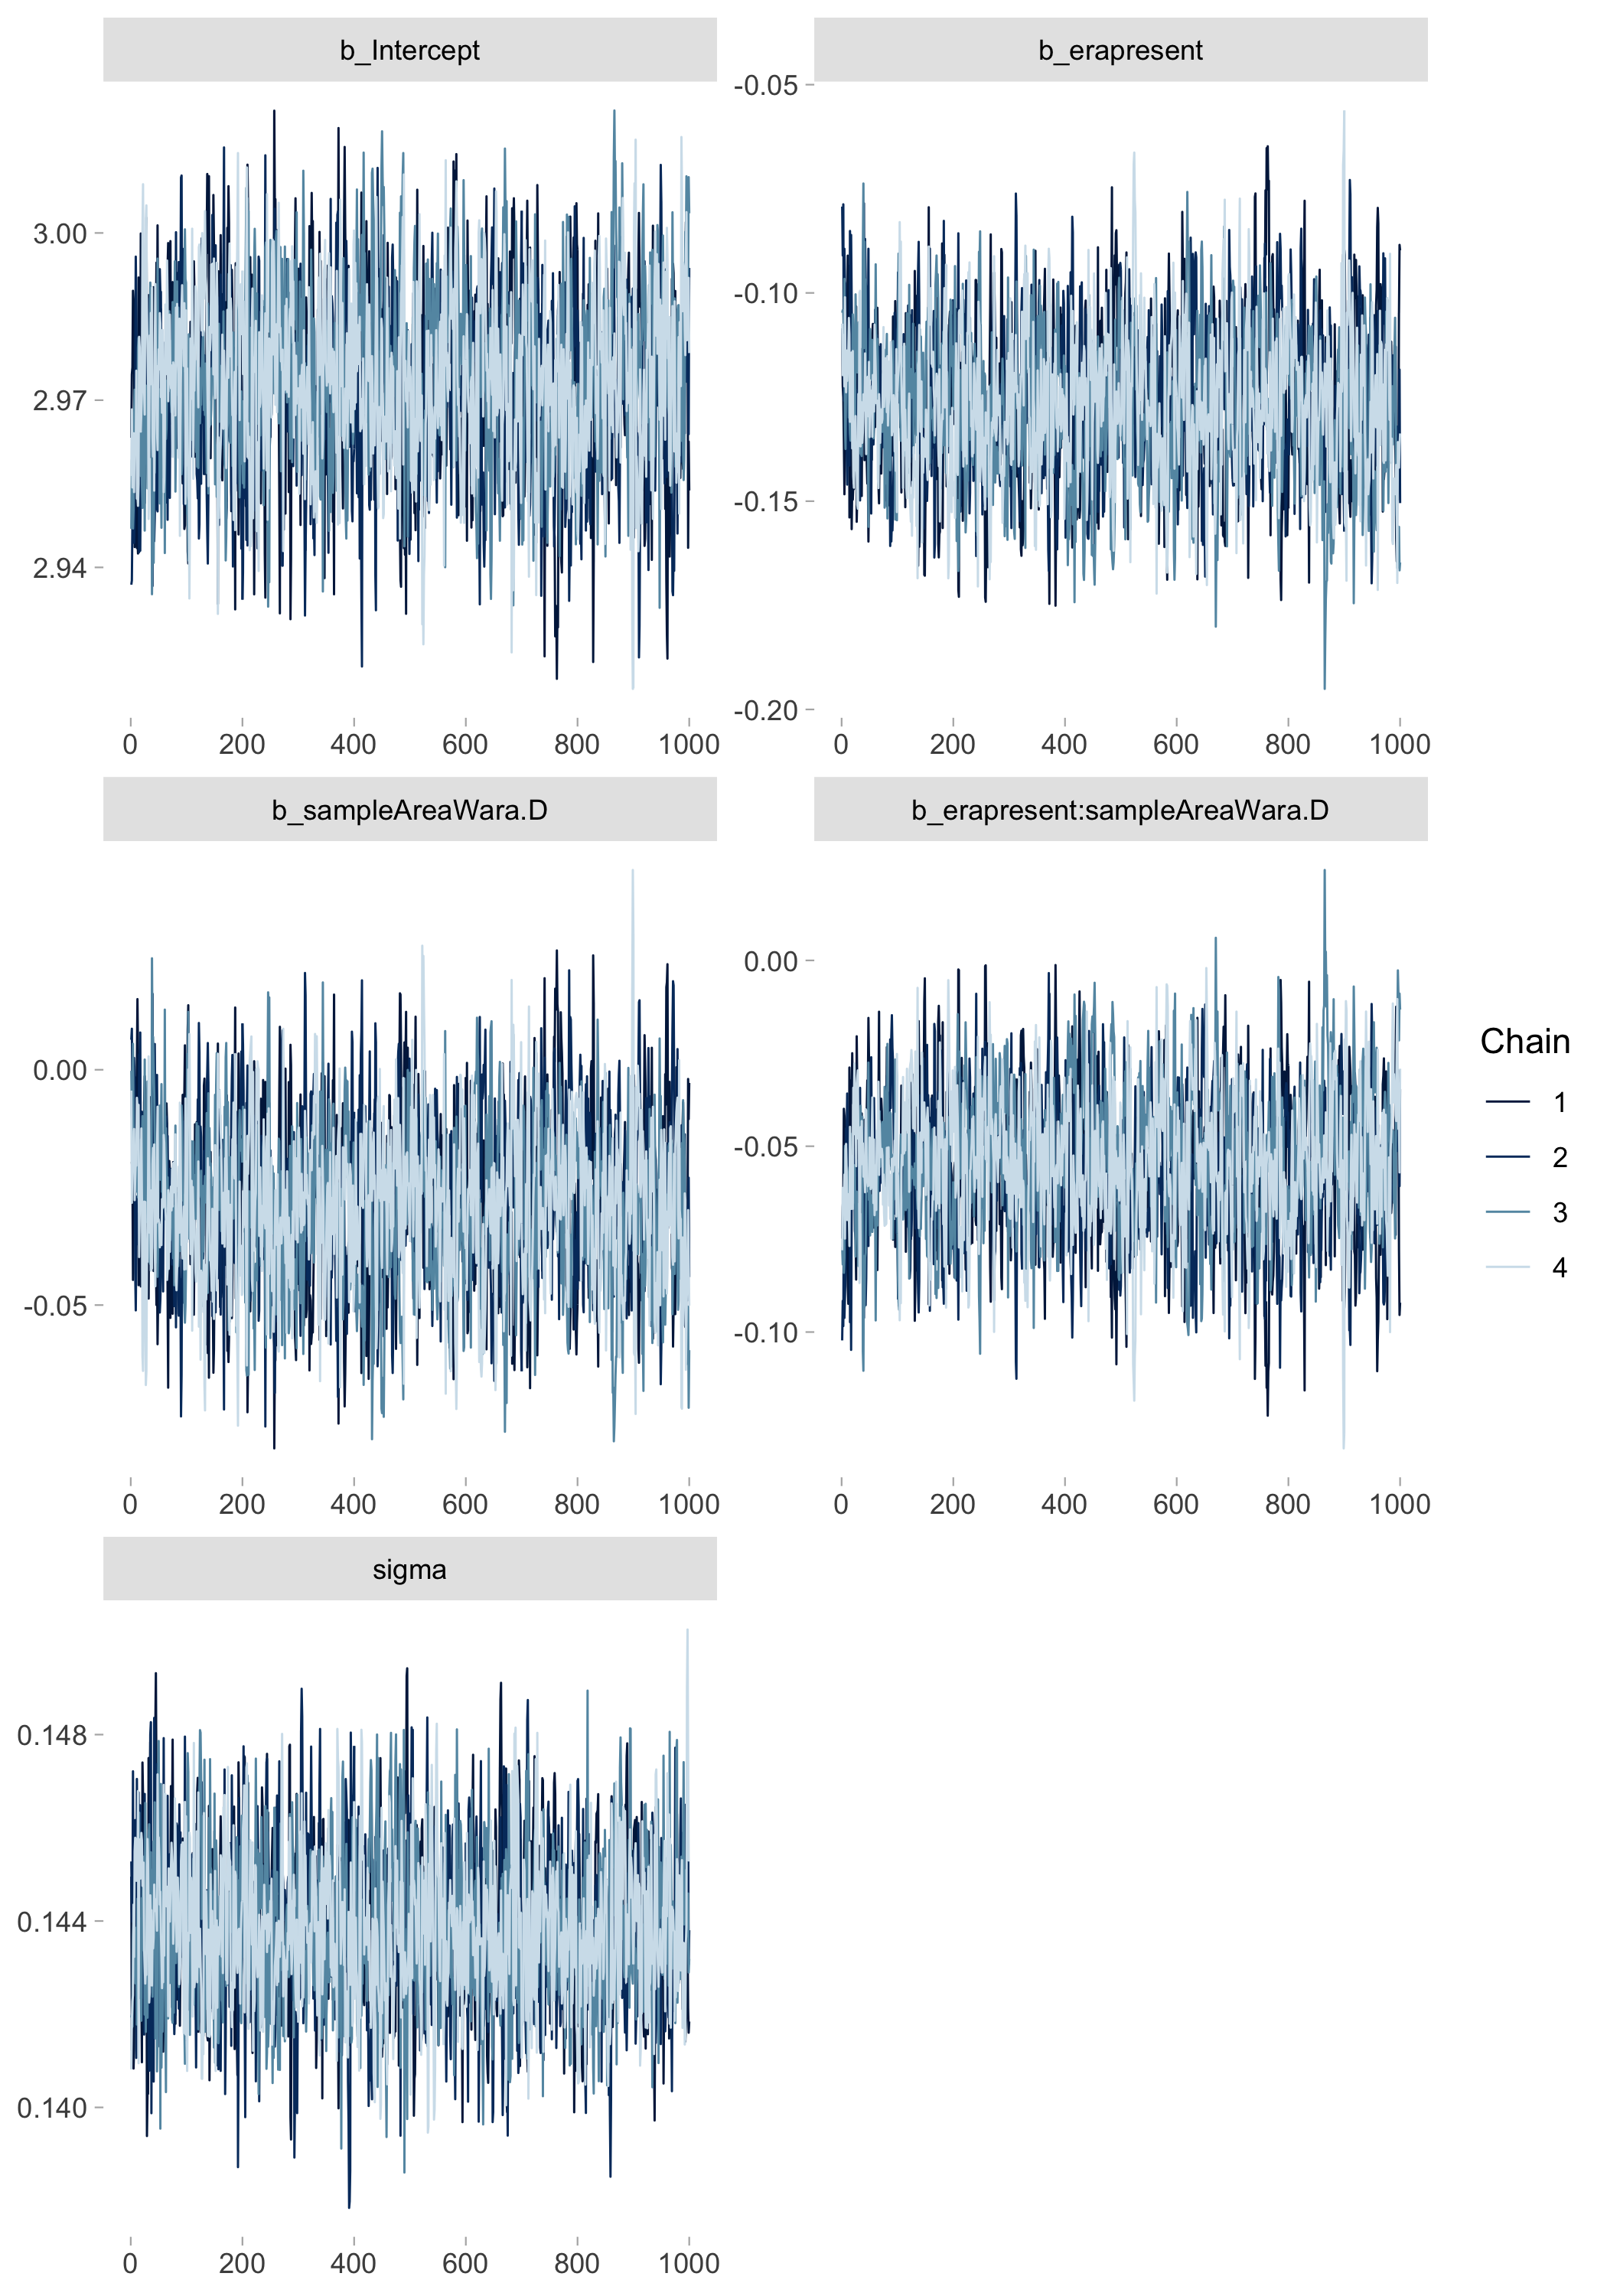 b_Intercept
3.00
2.97
2.94
0 200 400 600 800 1000
b_erapresent
-0.05
-0.10
-0.15
-0.20
0 200 400 600 800 1000
b_sampleAreaWara.D
0.00
-0.05
0 200 400 600 800 1000
b_erapresent:sampleAreaWara.D
0.00
-0.05
-0.10
0 200 400 600 800 1000
sigma
0.148
0.144
0.140
0 200 400 600 800 1000
Chain
1
2
3
4